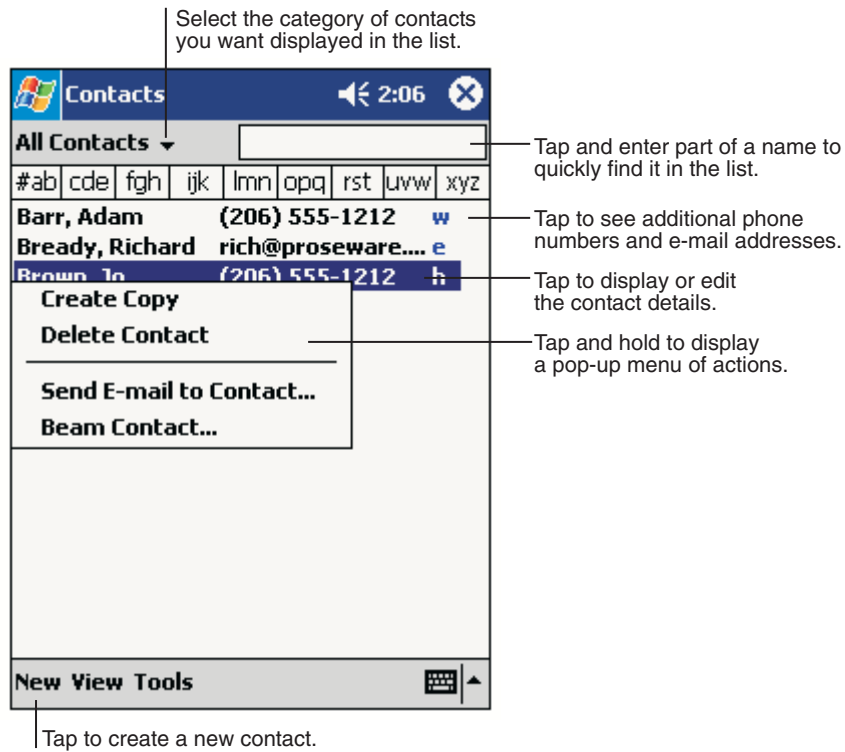 Select the category of contacts
you want displayed in the list.
Contacts 2:06
All Contacts
Tap and enter part of a name to
quickly find it in the list.
#ab cde fgh ijk lmn opq rst uvw xyz
Barr, Adam (206) 555-1212 w
Tap to see additional phone
numbers and e-mail addresses.
Bready, Richard rich@proseware.... e
Brown, Jo (206) 555-1212 h
Tap to display or edit
the contact details.
Create Copy
Delete Contact
Tap and hold to display
a pop-up menu of actions.
Send E-mail to Contact...
Beam Contact...
New View Tools
Tap to create a new contact.